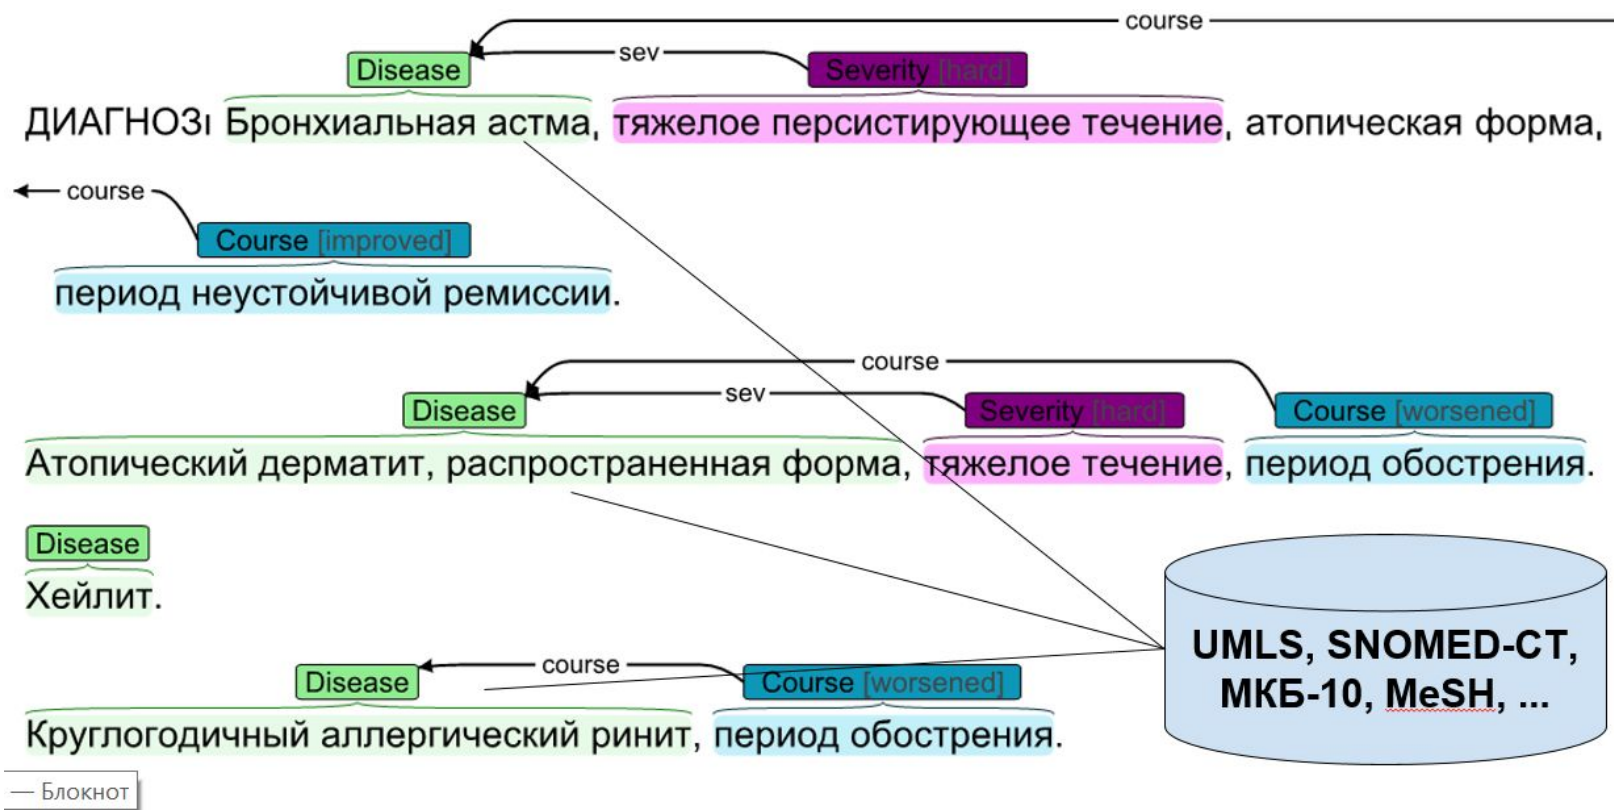 course
sev
Disease
Severity [hard]
ДИАГНОЗ: Бронхиальная астма, тяжелое персистирующее течение, атопическая форма,
course
Course [improved]
период неустойчивой ремиссии.
course
sev
Disease
Severity [hard]
Course [worsened]
Атопический дерматит, распространенная форма, тяжелое течение, период обострения.
Disease
Хейлит.
course
Disease
Course [worsened]
Круглогодичный аллергический ринит, период обострения.
UMLS, SNOMED-CT,
МКБ-10, MeSH, ...
— Блокнот